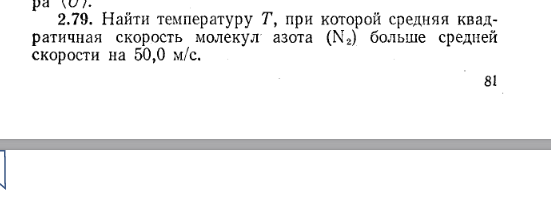 ра ⟨U⟩.
2.79. Найти температуру T, при которой средняя квад-
ратичная скорость молекул азота (N₂) больше средней
скорости на 50,0 м/с.
81